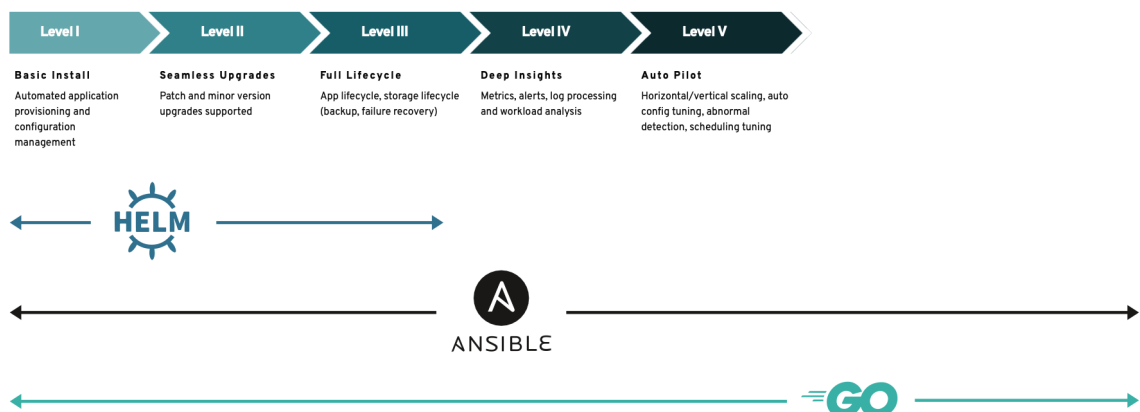 Level I
Level II
Level III
Level IV
Level V
Basic Install
Automated application
provisioning and
configuration
management
Seamless Upgrades
Patch and minor version
upgrades supported
Full Lifecycle
App lifecycle, storage lifecycle
(backup, failure recovery)
Deep Insights
Metrics, alerts, log processing
and workload analysis
Auto Pilot
Horizontal/vertical scaling, auto
config tuning, abnormal
detection, scheduling tuning
HELM
A
ANSIBLE
GO